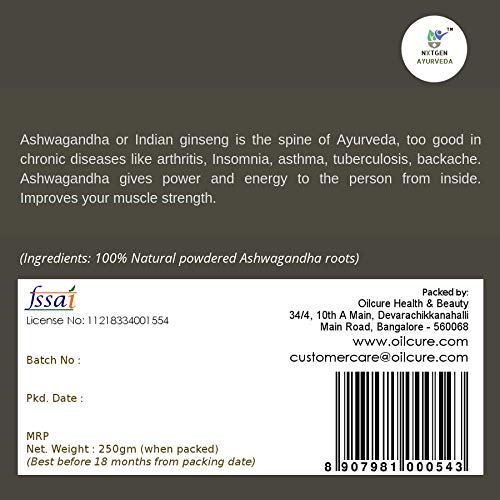 NXTGEN
AYURVEDA
TM
Ashwagandha or Indian ginseng is the spine of Ayurveda, too good in
chronic diseases like arthritis, Insomnia, asthma, tuberculosis, backache.
Ashwagandha gives power and energy to the person from inside.
Improves your muscle strength.
(Ingredients: 100% Natural powdered Ashwagandha roots)
fssai
License No: 11218334001554
Batch No :
Pkd. Date :
MRP
Net. Weight : 250gm (when packed)
(Best before 18 months from packing date)
Packed by:
Oilcure Health & Beauty
34/4, 10th A Main, Devarachikkanahalli
Main Road, Bangalore - 560068
www.oilcure.com
customercare@oilcure.com
8 907981 000543